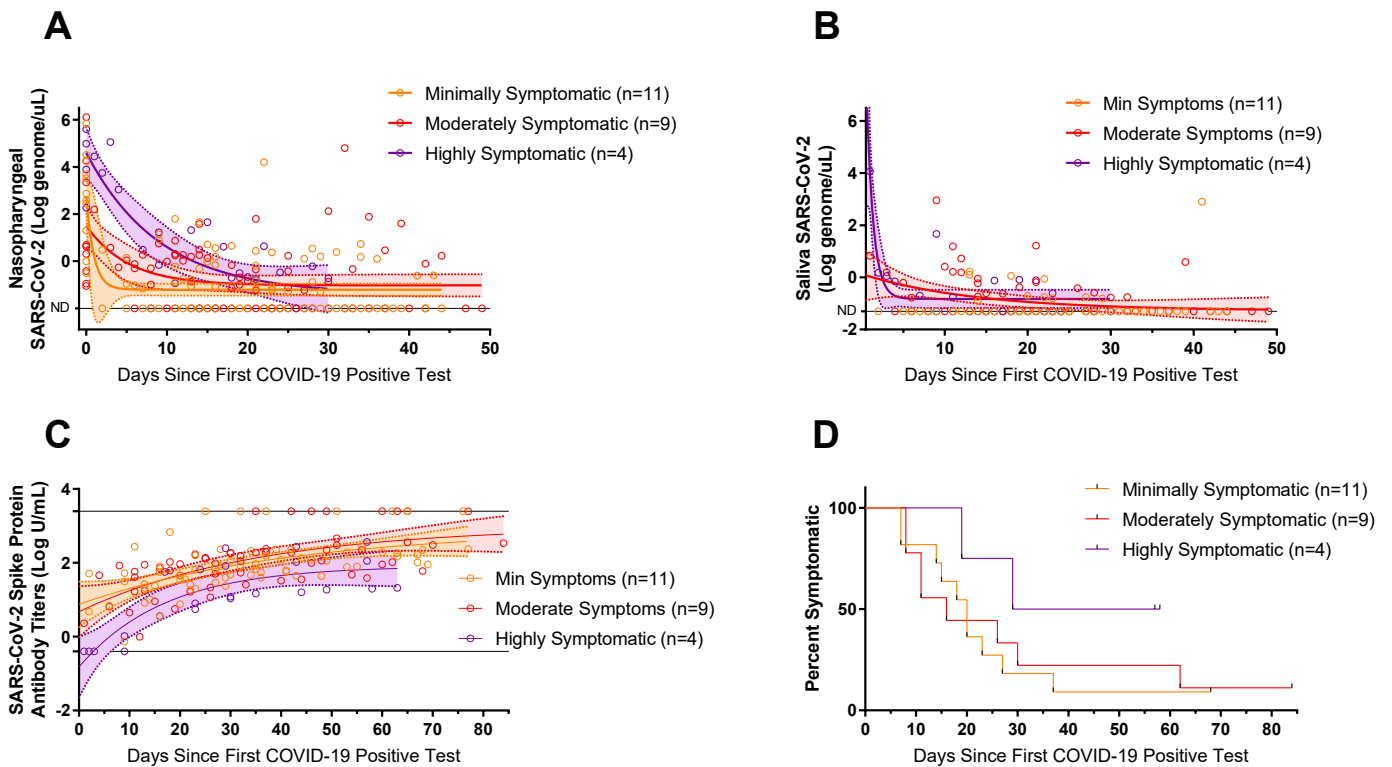 A
Minimally Symptomatic (n=11)
Moderately Symptomatic (n=9)
Highly Symptomatic (n=4)
Nasopharyngeal
SARS-CoV-2 (Log genome/uL)
6
4
2
0
ND
0 10 20 30 40 50
Days Since First COVID-19 Positive Test
B
Min Symptoms (n=11)
Moderate Symptoms (n=9)
Highly Symptomatic (n=4)
Saliva SARS-CoV-2
(Log genome/uL)
6
4
2
0
ND
-2
10 20 30 40 50
Days Since First COVID-19 Positive Test
C
SARS-CoV-2 Spike Protein
Antibody Titers (Log U/mL)
4
2
0
-2
Min Symptoms (n=11)
Moderate Symptoms (n=9)
Highly Symptomatic (n=4)
0 10 20 30 40 50 60 70 80
Days Since First COVID-19 Positive Test
D
Minimally Symptomatic (n=11)
Moderately Symptomatic (n=9)
Highly Symptomatic (n=4)
Percent Symptomatic
100
50
0
0 10 20 30 40 50 60 70 80
Days Since First COVID-19 Positive Test